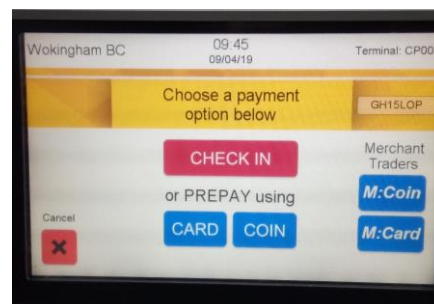 Wokingham BC
09:45
09/04/19
Terminal: CP00
Choose a payment
option below
GH15LOP
CHECK IN
Merchant
Traders
or PREPAY using
M:Coin
CARD
COIN
M:Card
Cancel